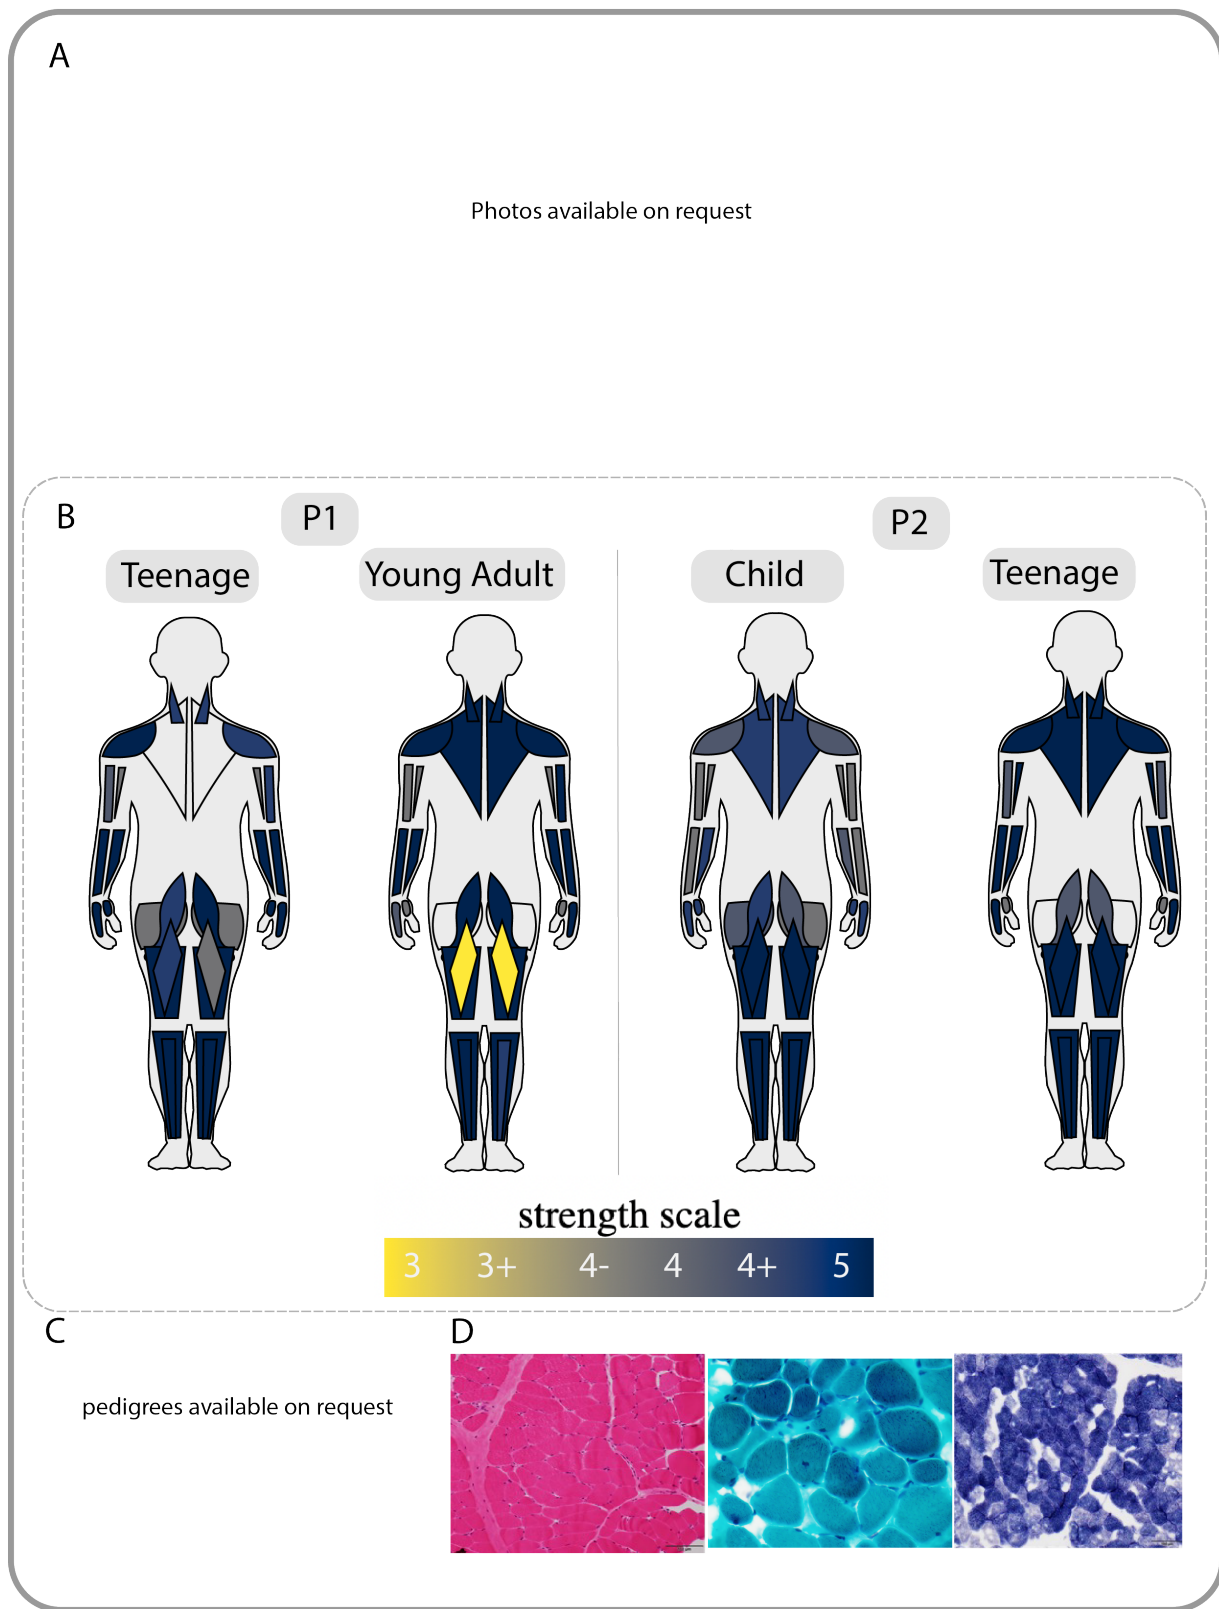 A
Photos available on request
B
P1
P2
Teenage
Young Adult
Child
Teenage
strength scale
3 3+ 4- 4 4+ 5
C
D
pedigrees available on request